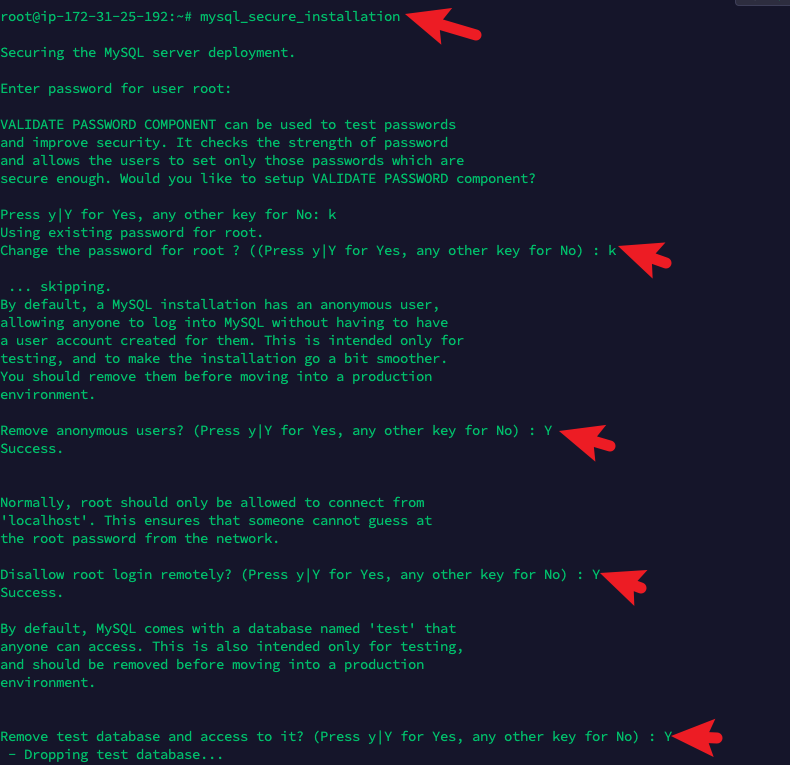 root@ip-172-31-25-192:~# mysql_secure_installation
Securing the MySQL server deployment.
Enter password for user root:
VALIDATE PASSWORD COMPONENT can be used to test passwords
and improve security. It checks the strength of password
and allows the users to set only those passwords which are
secure enough. Would you like to setup VALIDATE PASSWORD component?
Press y|Y for Yes, any other key for No: k
Using existing password for root.
Change the password for root ? ((Press y|Y for Yes, any other key for No) : k
... skipping.
By default, a MySQL installation has an anonymous user,
allowing anyone to log into MySQL without having to have
a user account created for them. This is intended only for
testing, and to make the installation go a bit smoother.
You should remove them before moving into a production
environment.
Remove anonymous users? (Press y|Y for Yes, any other key for No) : Y
Success.
Normally, root should only be allowed to connect from
'localhost'. This ensures that someone cannot guess at
the root password from the network.
Disallow root login remotely? (Press y|Y for Yes, any other key for No) : Y
Success.
By default, MySQL comes with a database named 'test' that
anyone can access. This is also intended only for testing,
and should be removed before moving into a production
environment.
Remove test database and access to it? (Press y|Y for Yes, any other key for No) : Y
- Dropping test database...